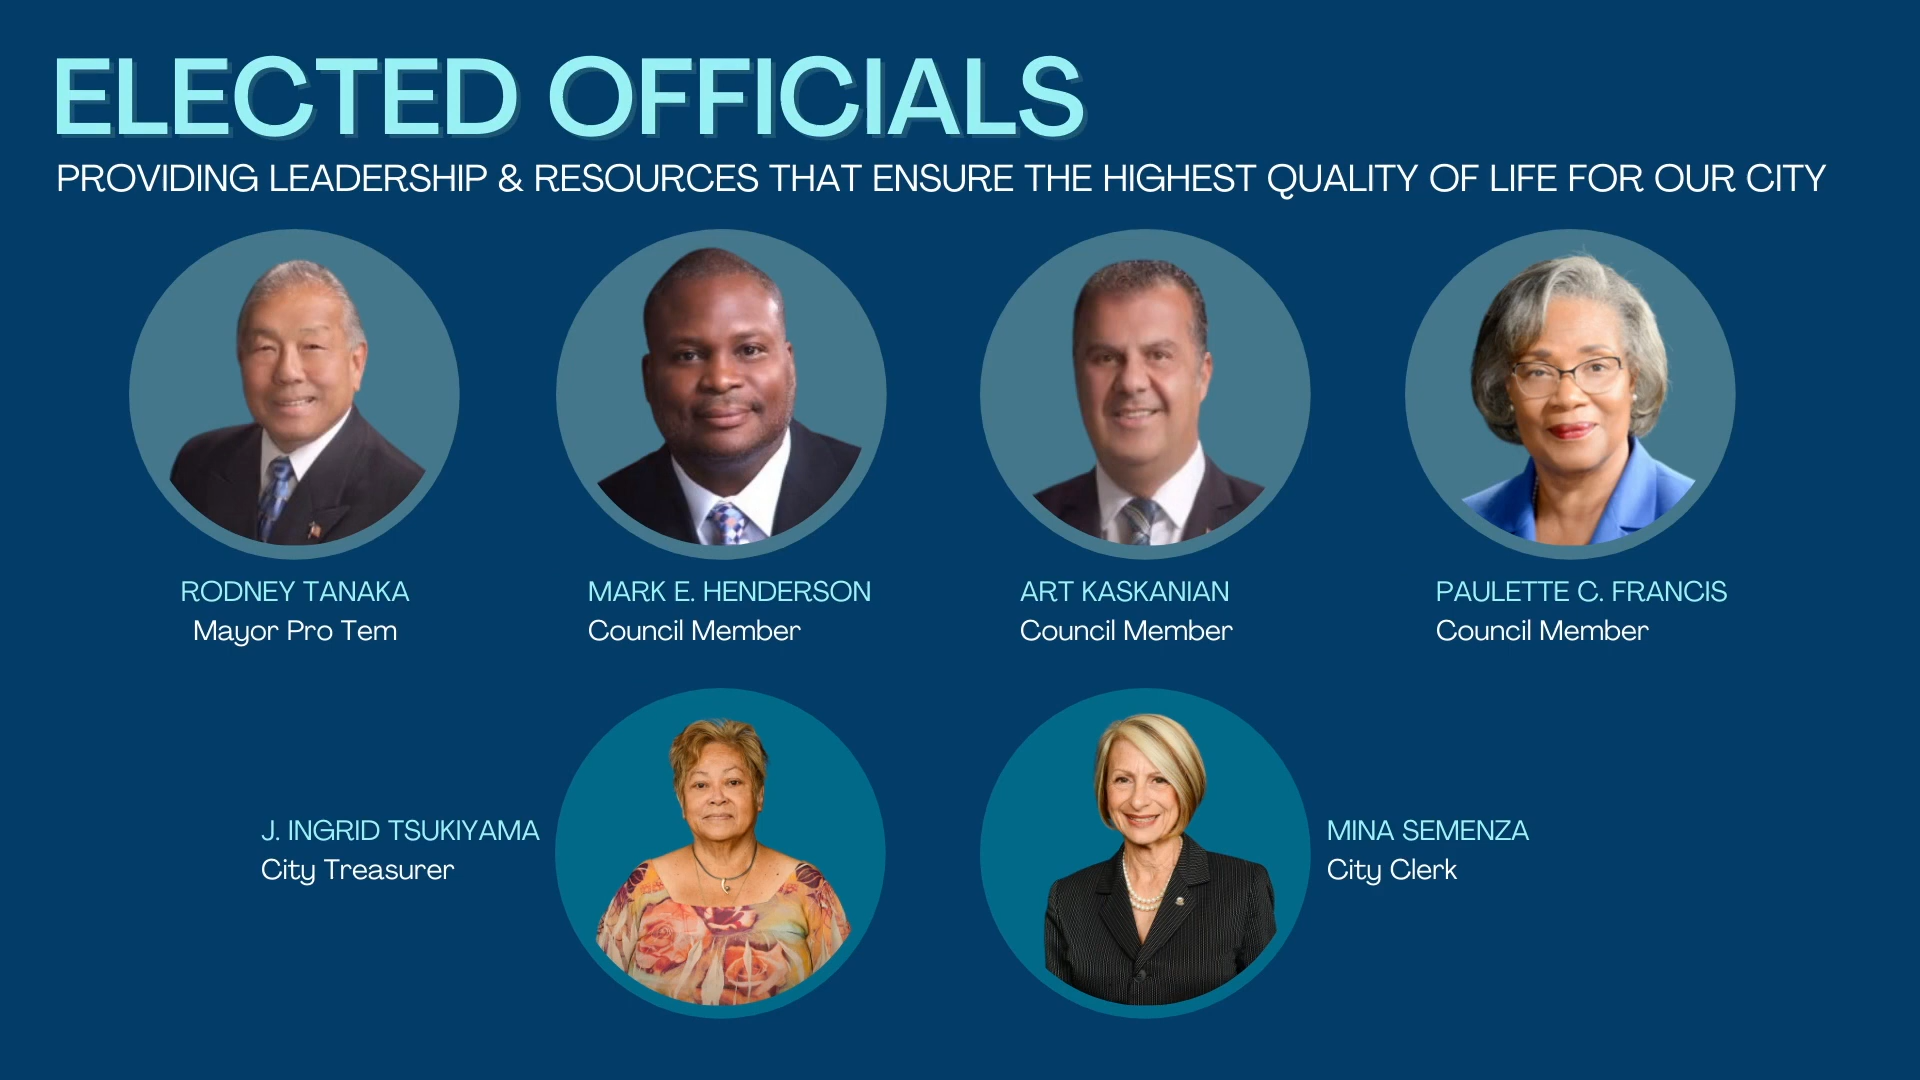 ELECTED OFFICIALS
PROVIDING LEADERSHIP & RESOURCES THAT ENSURE THE HIGHEST QUALITY OF LIFE FOR OUR CITY
RODNEY TANAKA
Mayor Pro Tem
MARK E. HENDERSON
Council Member
ART KASKANIAN
Council Member
PAULETTE C. FRANCIS
Council Member
J. INGRID TSUKIYAMA
City Treasurer
MINA SEMENZA
City Clerk